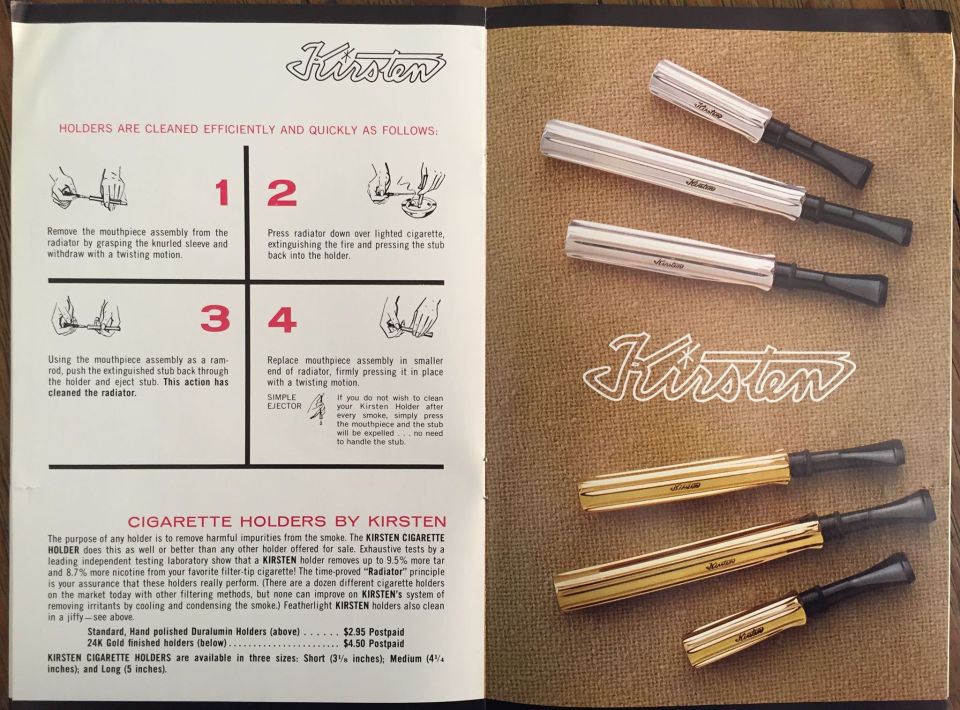 Kirsten
HOLDERS ARE CLEANED EFFICIENTLY AND QUICKLY AS FOLLOWS:
1
Remove the mouthpiece assembly from the
radiator by grasping the knurled sleeve and
withdraw with a twisting motion.
2
Press radiator down over lighted cigarette,
extinguishing the fire and pressing the stub
back into the holder.
3
Using the mouthpiece assembly as a ram-
rod, push the extinguished stub back through
the holder and eject stub. This action has
cleaned the radiator.
4
Replace mouthpiece assembly in smaller
end of radiator, firmly pressing it in place
with a twisting motion.
SIMPLE
EJECTOR
If you do not wish to clean
your Kirsten Holder after
every smoke, simply press
the mouthpiece and the stub
will be expelled . . . no need
to handle the stub.
CIGARETTE HOLDERS BY KIRSTEN
The purpose of any holder is to remove harmful impurities from the smoke. The KIRSTEN CIGARETTE
HOLDER does this as well or better than any other holder offered for sale. Exhaustive tests by a
leading independent testing laboratory show that a KIRSTEN holder removes up to 9.5% more tar
and 8.7% more nicotine from your favorite filter-tip cigarette! The time-proved "Radiator" principle
is your assurance that these holders really perform. (There are a dozen different cigarette holders
on the market today with other filtering methods, but none can improve on KIRSTEN's system of
removing irritants by cooling and condensing the smoke.) Featherlight KIRSTEN holders also clean
in a jiffy—see above.
Standard, Hand polished Duralumin Holders (above) . . . . . . $2.95 Postpaid
24K Gold finished holders (below) . . . . . . . . . . . . . . . . . . . . . . $4.50 Postpaid
KIRSTEN CIGARETTE HOLDERS are available in three sizes: Short (3 1/8 inches); Medium (4 3/4
inches); and Long (5 inches).
Kirsten
Kirsten
Kirsten
Kirsten
Kirsten
Kirsten
Kirsten